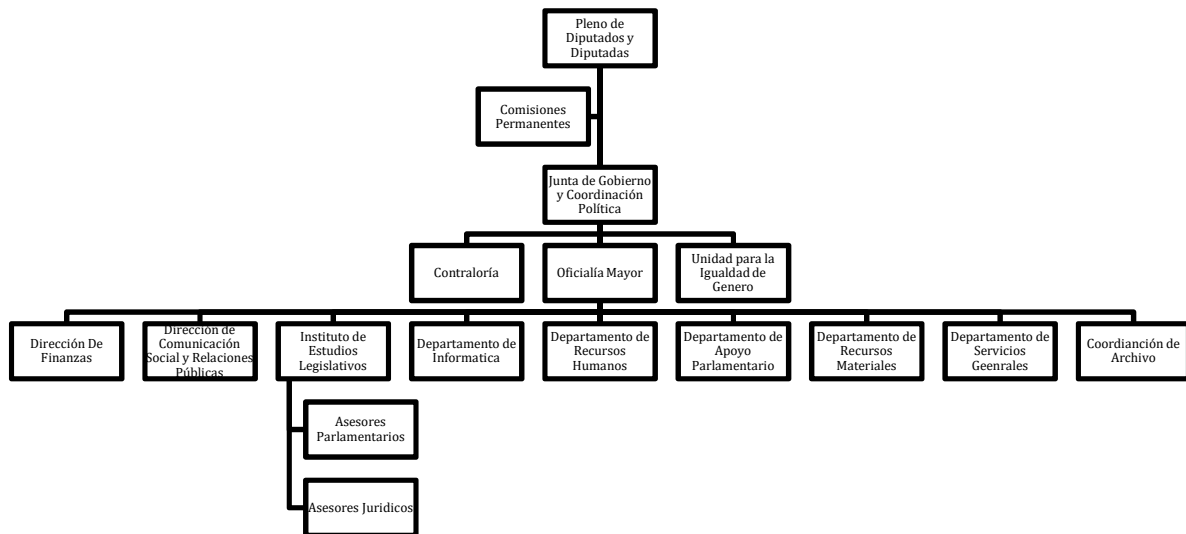 Pleno de
Diputados y
Diputadas
Comisiones
Permanentes
Junta de Gobierno
y Coordinación
Política
Contraloría
Oficialía Mayor
Unidad para la
Igualdad de
Genero
Dirección De
Finanzas
Dirección de
Comunicación
Social y Relaciones
Públicas
Instituto de
Estudios
Legislativos
Departamento de
Informatica
Departamento de
Recursos
Humanos
Departamento de
Apoyo
Parlamentario
Departamento de
Recursos
Materiales
Departamento de
Servicios
Geenrales
Coordianción de
Archivo
Asesores
Parlamentarios
Asesores Juridicos